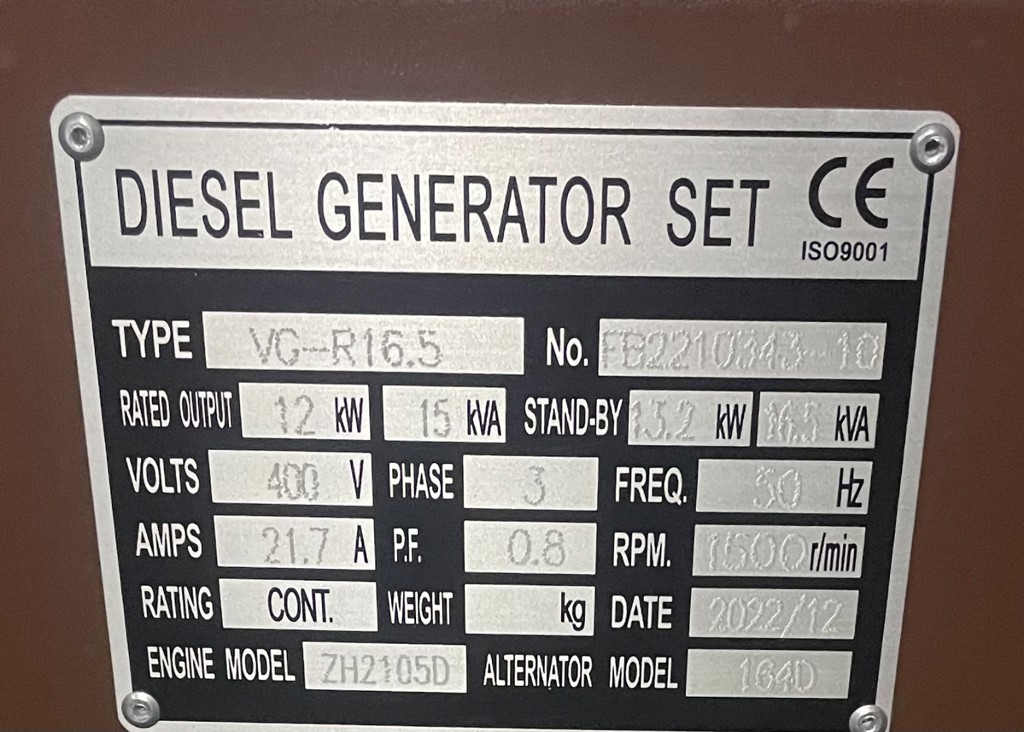 DIESEL GENERATOR SET CE
ISO9001
TYPE VG-R16.5 No. FB2210343-10
RATED OUTPUT 12 kW 15 kVA STAND-BY 13.2 kW 16.5 kVA
VOLTS 400 V PHASE 3 FREQ. 50 Hz
AMPS 21.7 A P.F. 0.8 RPM. 1500 r/min
RATING CONT. WEIGHT kg DATE 2022/12
ENGINE MODEL ZH2105D ALTERNATOR MODEL 164D